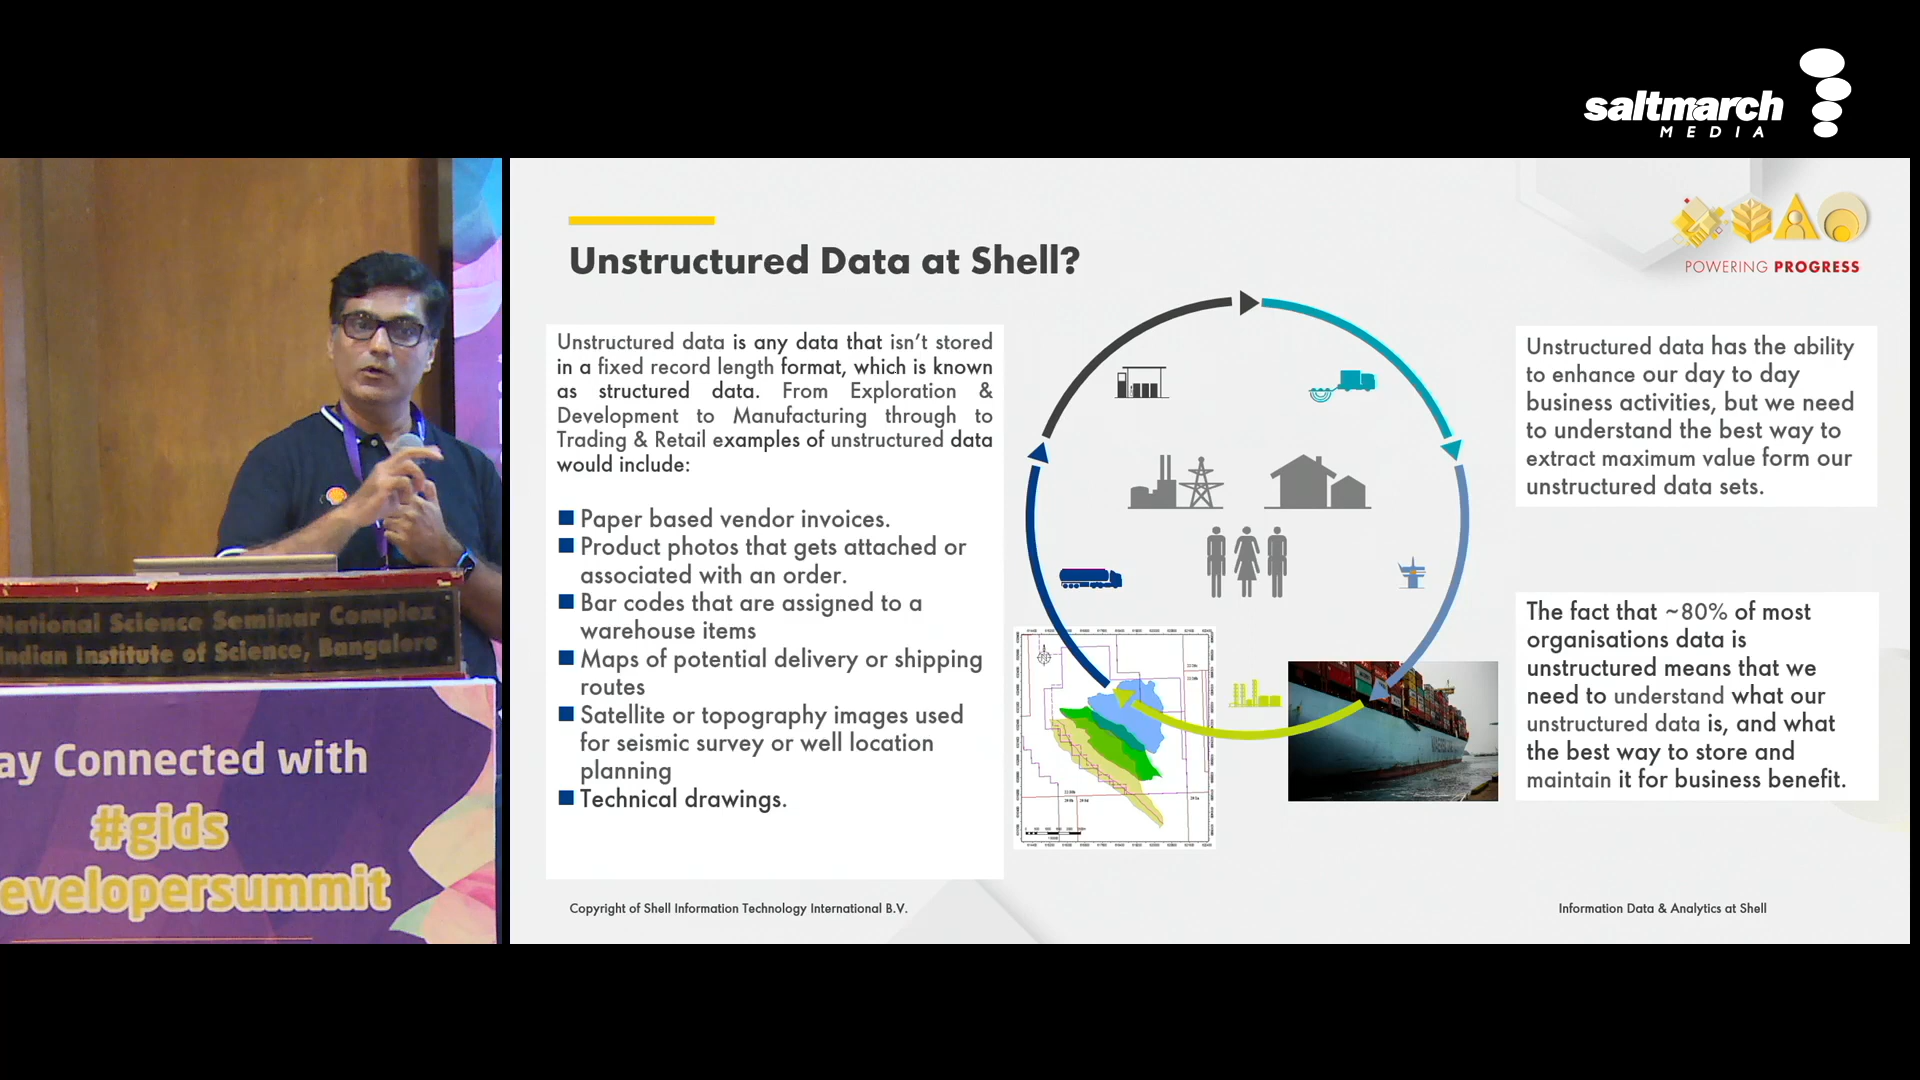 saltmarch
MEDIA
National Science Seminar Complex
Indian Institute of Science, Bangalore
ay Connected with
#gids
evelopersummit
POWERING PROGRESS
Unstructured Data at Shell?
Unstructured data is any data that isn't stored
in a fixed record length format, which is known
as structured data. From Exploration &
Development to Manufacturing through to
Trading & Retail examples of unstructured data
would include:
Paper based vendor invoices.
Product photos that gets attached or
associated with an order.
Bar codes that are assigned to a
warehouse items
Maps of potential delivery or shipping
routes
Satellite or topography images used
for seismic survey or well location
planning
Technical drawings.
Unstructured data has the ability
to enhance our day to day
business activities, but we need
to understand the best way to
extract maximum value form our
unstructured data sets.
The fact that ~80% of most
organisations data is
unstructured means that we
need to understand what our
unstructured data is, and what
the best way to store and
maintain it for business benefit.
Copyright of Shell Information Technology International B.V.
Information Data & Analytics at Shell